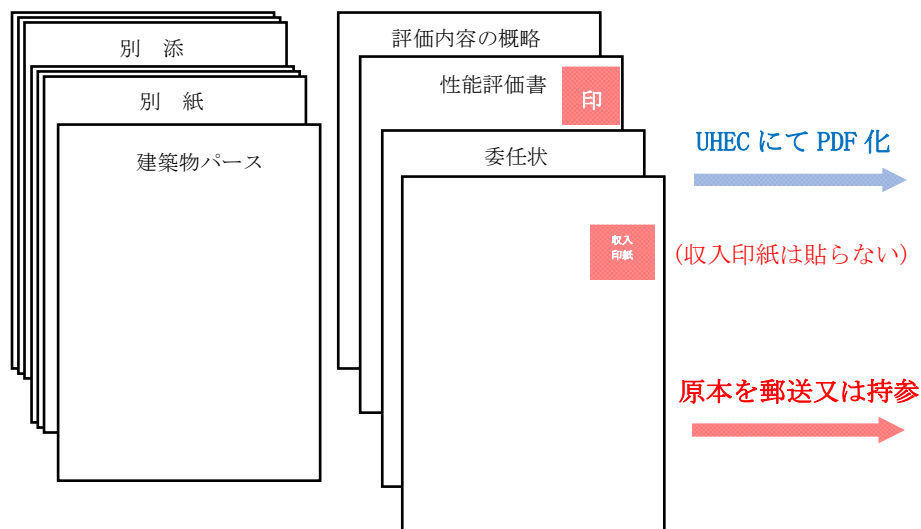 別　添
別　紙
建築物パース
評価内容の概略
性能評価書
印
委任状
収入
印紙
UHEC にて PDF 化
(収入印紙は貼らない)
原本を郵送又は持参